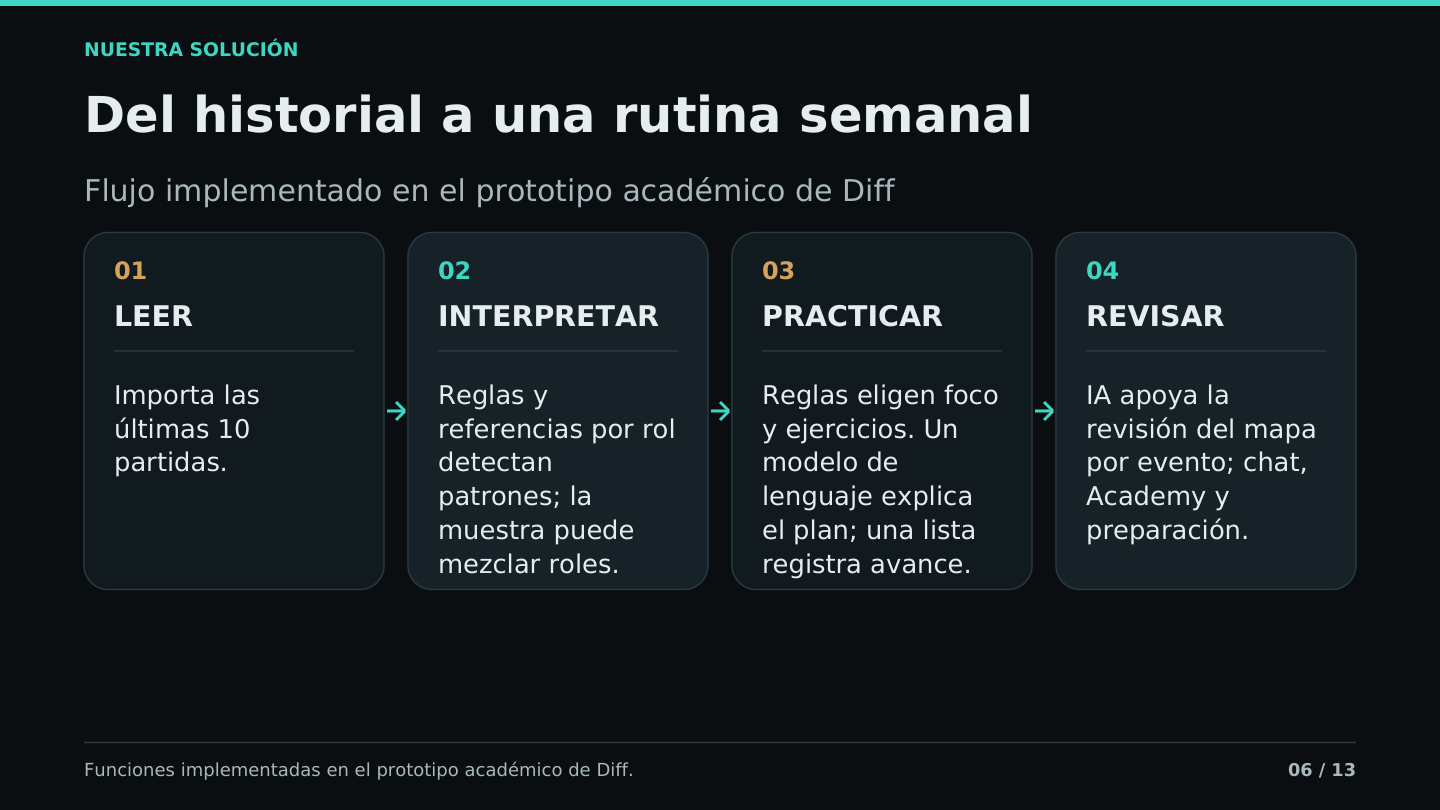 NUESTRA SOLUCIÓN
Del historial a una rutina semanal
Flujo implementado en el prototipo académico de Diff
01
LEER
Importa las
últimas 10
partidas.
→
02
INTERPRETAR
Reglas y
referencias por rol
detectan
patrones; la
muestra puede
mezclar roles.
→
03
PRACTICAR
Reglas eligen foco
y ejercicios. Un
modelo de
lenguaje explica
el plan; una lista
registra avance.
→
04
REVISAR
IA apoya la
revisión del mapa
por evento; chat,
Academy y
preparación.
Funciones implementadas en el prototipo académico de Diff.
06 / 13